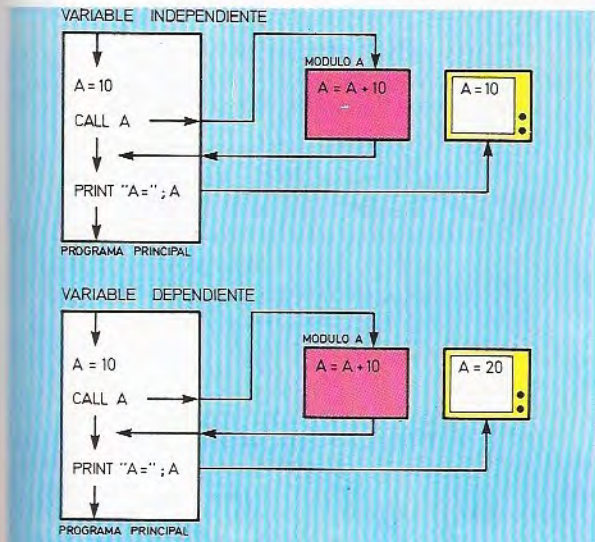 VARIABLE INDEPENDIENTE
A = 10
CALL A
PRINT "A=" ; A
PROGRAMA PRINCIPAL
MODULO A
A = A + 10
A = 10
VARIABLE DEPENDIENTE
A = 10
CALL A
PRINT "A=" ; A
PROGRAMA PRINCIPAL
MODULO A
A = A + 10
A = 20